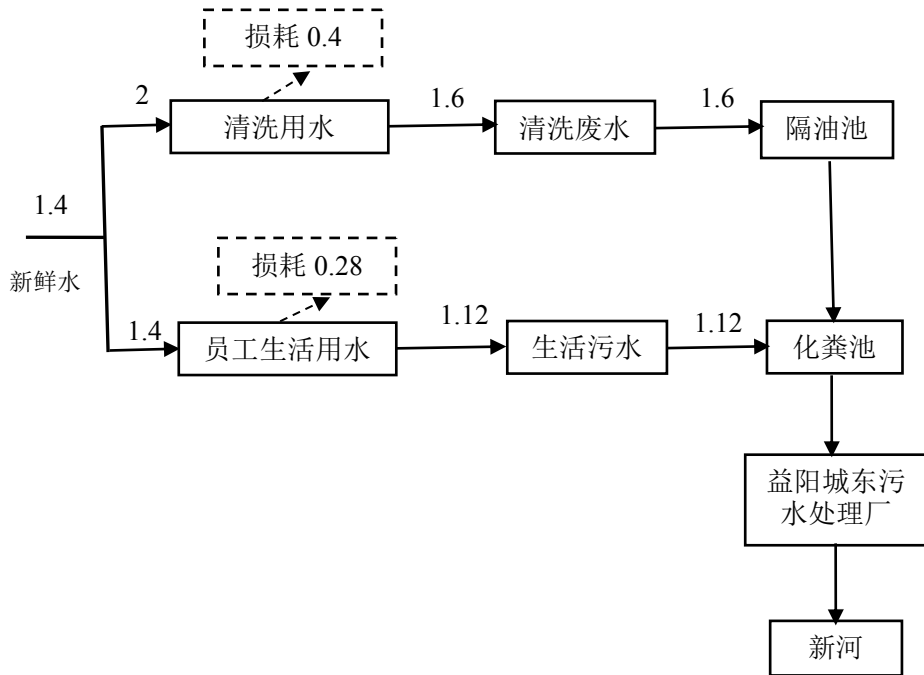 损耗 0.4
2
1.6
1.6
清洗用水
清洗废水
隔油池
1.4
新鲜水
损耗 0.28
1.4
1.12
1.12
员工生活用水
生活污水
化粪池
益阳城东污
水处理厂
新河